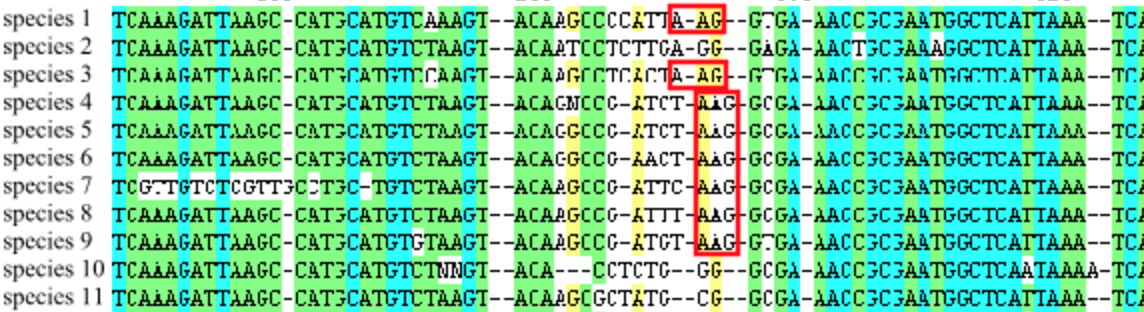 species 1 TCAAAGATTAAGC-CATGCATGTCAAAGT--ACAAGCCCCATTA-AG--GTGA-AACCGCGAATGGCTCATTAAA--TCA
species 2 TCAAAGATTAAGC-CATGCATGTCTAAGT--ACAATCCTCTTGA-GG--GAGA-AACTGCGAAAGGCTCATTAAA--TCA
species 3 TCAAAGATTAAGC-CATGCATGTCCAAGT--ACAAGCCTCACTA-AG--GTGA-AACCGCGAATGGCTCATTAAA--TCA
species 4 TCAAAGATTAAGC-CATGCATGTCTAAGT--ACAGNCCG-ATCT-AAG-GCGA-AACCGCGAATGGCTCATTAAA--TCA
species 5 TCAAAGATTAAGC-CATGCATGTCTAAGT--ACAGGCCG-ATCT-AAG-GCGA-AACCGCGAATGGCTCATTAAA--TCA
species 6 TCAAAGATTAAGC-CATGCATGTCTAAGT--ACAGGCCG-AACT-AAG-GCGA-AACCGCGAATGGCTCATTAAA--TCA
species 7 TCGTTGTCTCGTTGCCTGC-TGTCTAAGT--ACAAGCCG-ATTC-AAG-GCGA-AACCGCGAATGGCTCATTAAA--TCA
species 8 TCAAAGATTAAGC-CATGCATGTCTAAGT--ACAAGCCG-ATTT-AAG-GCGA-AACCGCGAATGGCTCATTAAA--TCA
species 9 TCAAAGATTAAGC-CATGCATGTGTAAGT--ACAAGCCG-ATGT-AAG-GTGA-AACCGCGAATGGCTCATTAAA--TCA
species 10 TCAAAGATTAAGC-CATGCATGTCTNNGT--ACA---CCTCTG--GG--GCGA-AACCGCGAATGGCTCAATAAAA-TCA
species 11 TCAAAGATTAAGC-CATGCATGTCTAAGT--ACAAGCGCTATG--CG--GCGA-AACCGCGAATGGCTCATTAAA--TCA